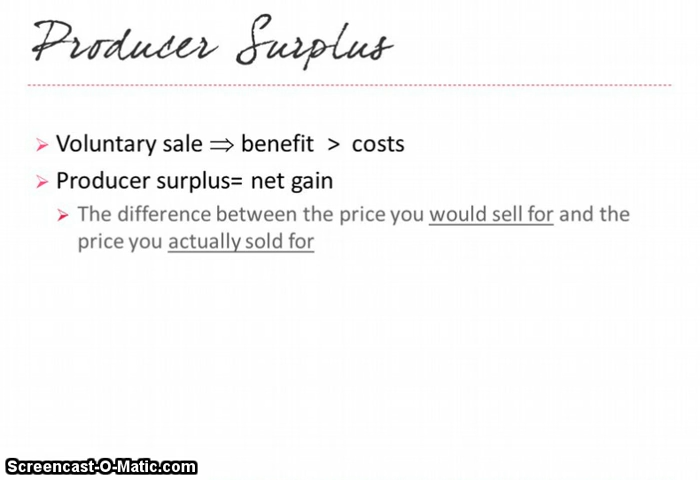 Producer Surplus
➢ Voluntary sale ⇒ benefit > costs
➢ Producer surplus= net gain
➢ The difference between the price you would sell for and the
price you actually sold for
Screencast-O-Matic.com